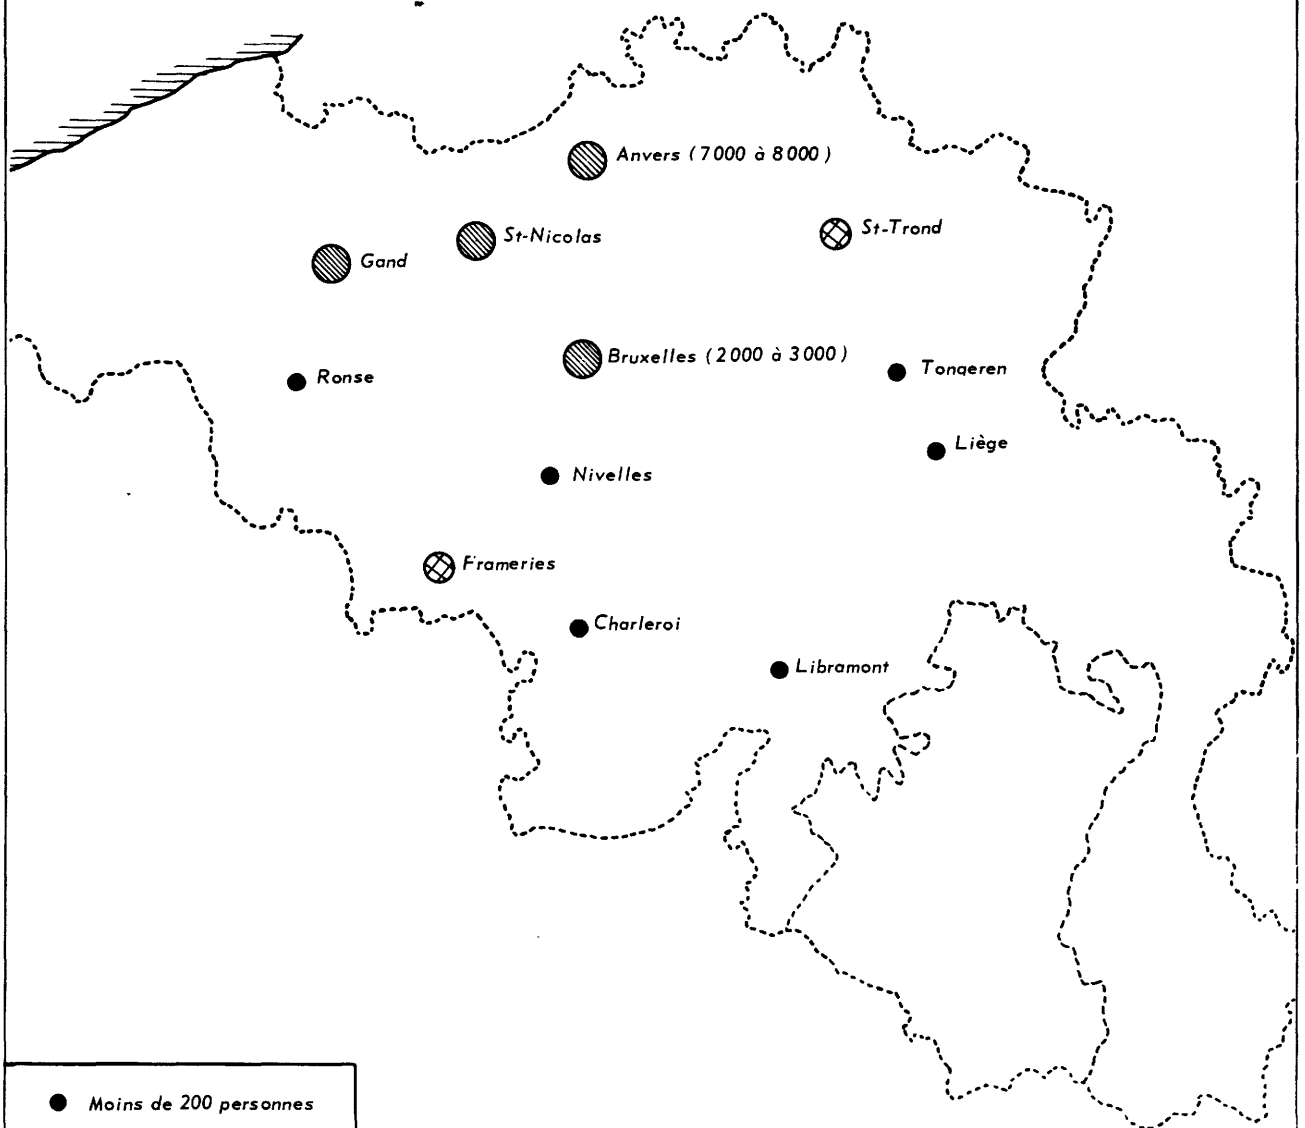 Anvers (7000 à 8000)
St-Nicolas
St-Trond
Gand
Bruxelles (2000 à 3000)
Ronse
Tongeren
Liège
Nivelles
Frameries
Charleroi
Libramont
Moins de 200 personnes